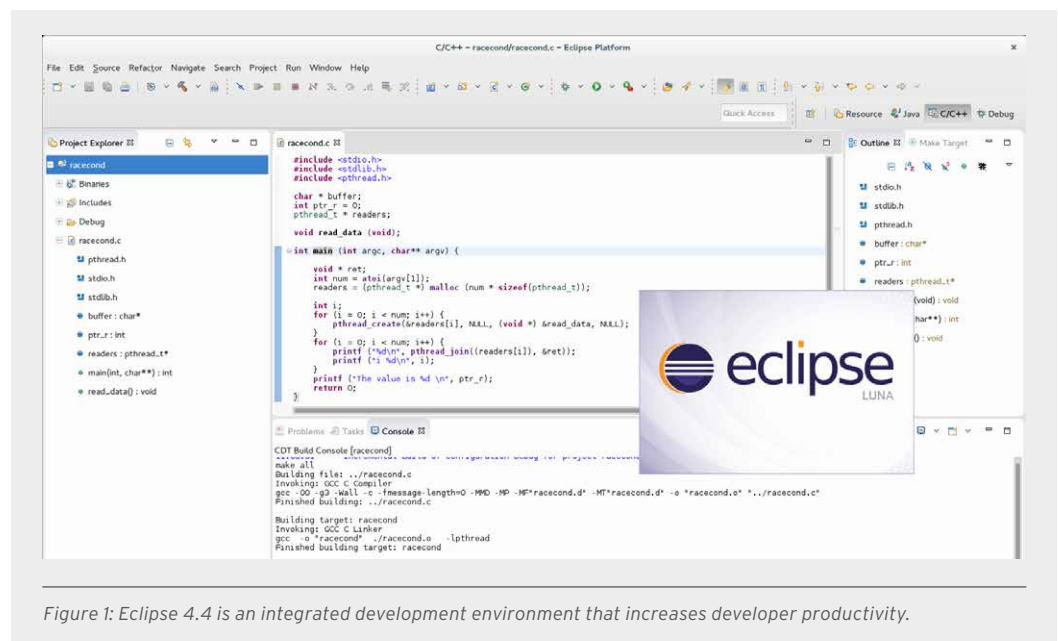 C/C++ - racecond/racecond.c - Eclipse Platform
File Edit Source Refactor Navigate Search Project Run Window Help
Quick Access
Resource Java C/C++ Debug
Project Explorer
racecond
Binaries
Includes
Debug
racecond.c
pthread.h
stdio.h
stdlib.h
buffer : char*
ptr_r : int
readers : pthread_t*
main(int, char**) : int
read_data() : void
racecond.c
#include <stdio.h>
#include <stdlib.h>
#include <pthread.h>
char * buffer;
int ptr_r = 0;
pthread_t * readers;
void read_data (void);
int main (int argc, char** argv) {
void * ret;
int num = atoi(argv[1]);
readers = (pthread_t *) malloc (num * sizeof(pthread_t));
int i;
for (i = 0; i < num; i++) {
pthread_create(&readers[i], NULL, (void *) &read_data, NULL);
}
for (i = 0; i < num; i++) {
printf ("%d\n", pthread_join((readers[i]), &ret));
printf ("i %d\n", i);
}
printf ("The value is %d \n", ptr_r);
return 0;
}
Outline Make Target
stdio.h
stdlib.h
pthread.h
buffer : char*
ptr_r : int
readers : pthread_t*
(void) : void
har**) : int
() : void
eclipse
LUNA
Problems Tasks Console
CDT Build Console [racecond]
make all
Building file: ../racecond.c
Invoking: GCC C Compiler
gcc -O0 -g3 -Wall -c -fmessage-length=0 -MMD -MP -MF"racecond.d" -MT"racecond.d" -o "racecond.o" "../racecond.c"
Finished building: ../racecond.c
Building target: racecond
Invoking: GCC C Linker
gcc -o "racecond" ./racecond.o -lpthread
Finished building target: racecond
Figure 1: Eclipse 4.4 is an integrated development environment that increases developer productivity.